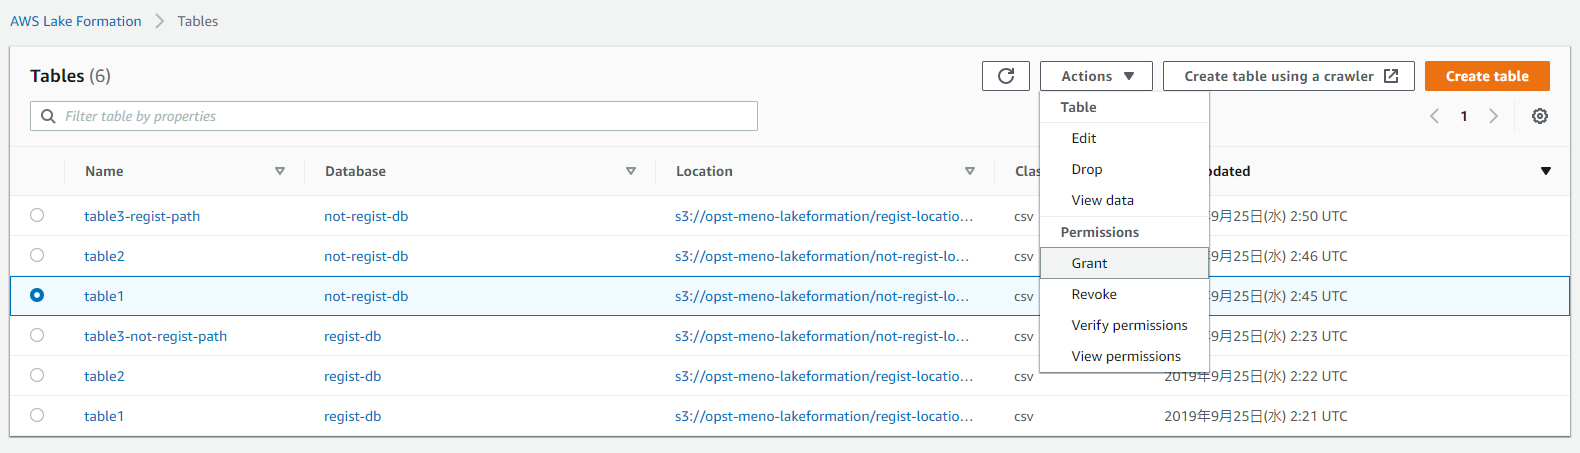 AWS Lake Formation > Tables
Tables (6) Actions Create table using a crawler Create table
Filter table by properties 1
Table
Edit
Drop
View data
Permissions
Grant
Revoke
Verify permissions
View permissions
Name Database Location Clas dated
table3-regist-path not-regist-db s3://opst-meno-lakeformation/regist-locatio... csv 年9月25日(水) 2:50 UTC
table2 not-regist-db s3://opst-meno-lakeformation/not-regist-lo... csv 年9月25日(水) 2:46 UTC
table1 not-regist-db s3://opst-meno-lakeformation/not-regist-lo... csv 年9月25日(水) 2:45 UTC
table3-not-regist-path regist-db s3://opst-meno-lakeformation/not-regist-lo... csv 年9月25日(水) 2:23 UTC
table2 regist-db s3://opst-meno-lakeformation/regist-locatio... csv 2019年9月25日(水) 2:22 UTC
table1 regist-db s3://opst-meno-lakeformation/regist-locatio... csv 2019年9月25日(水) 2:21 UTC